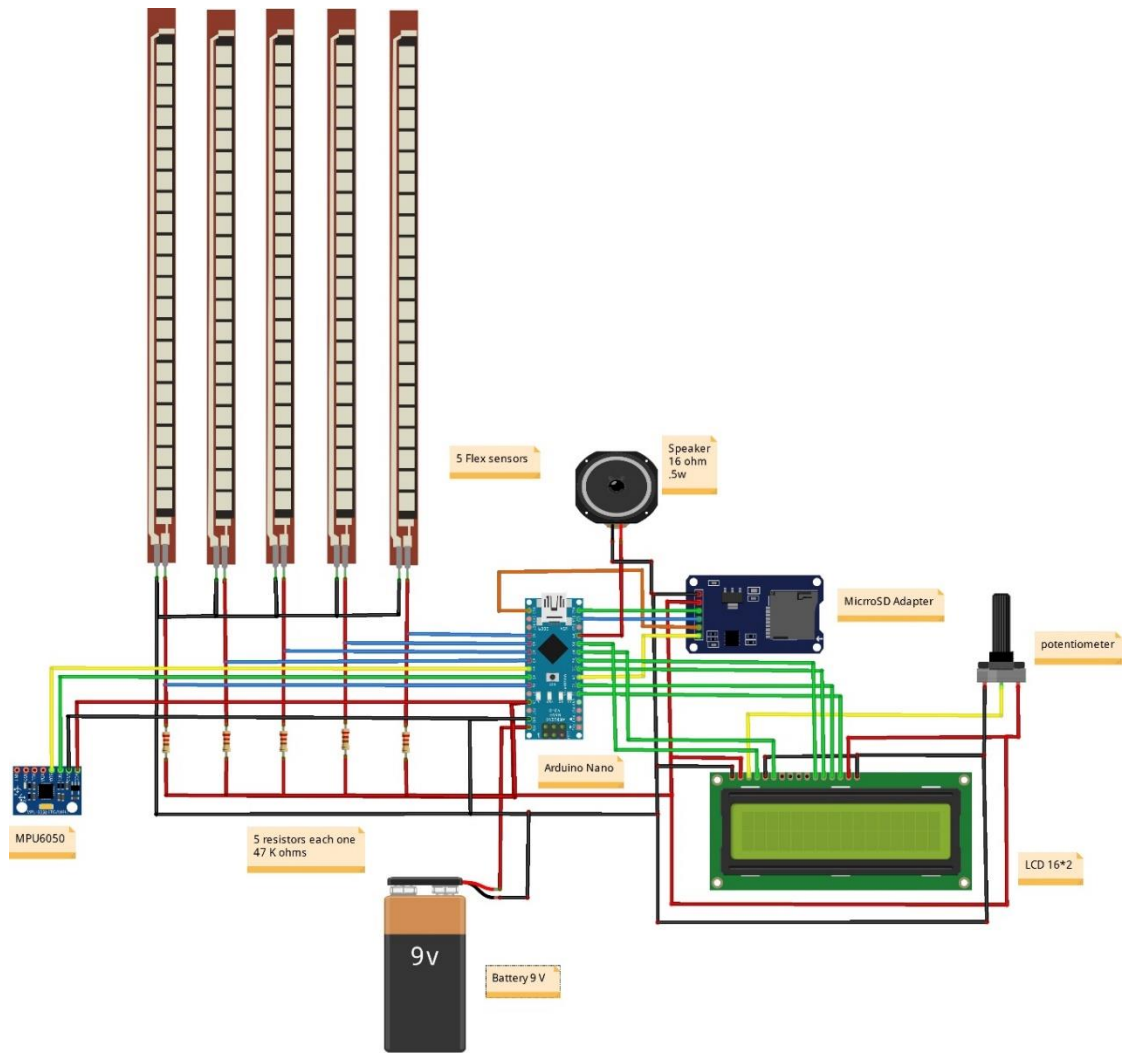 5 Flex sensors
Speaker
16 ohm
.5w
MicrroSD Adapter
potentiometer
Arduino Nano
MPU6050
5 resistors each one
47 K ohms
LCD 16*2
9v
Battery 9 V